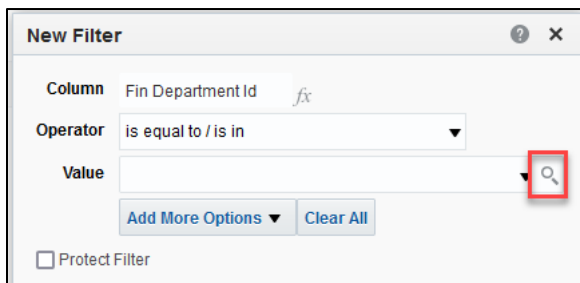 New Filter
Column Fin Department Id fx
Operator is equal to / is in
Value
Add More Options Clear All
Protect Filter